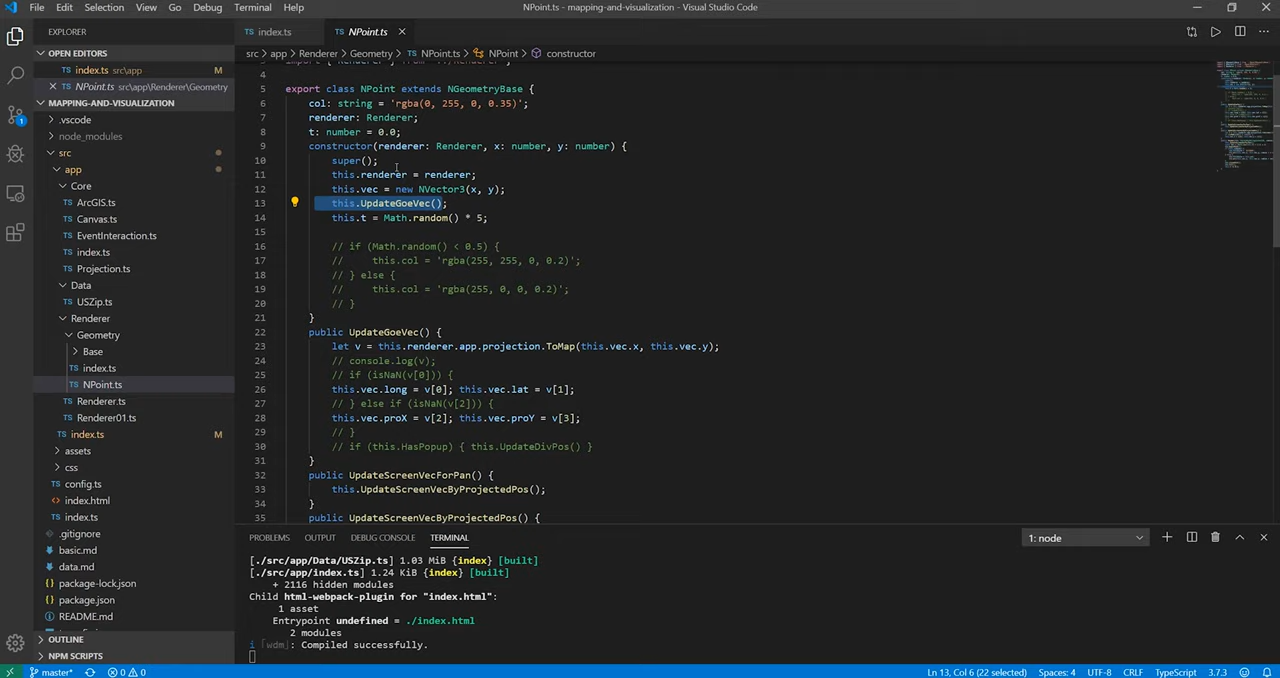 File Edit Selection View Go Debug Terminal Help
NPoint.ts - mapping-and-visualization - Visual Studio Code
EXPLORER
OPEN EDITORS
TS index.ts src\app M
TS NPoint.ts src\app\Renderer\Geometry
MAPPING-AND-VISUALIZATION
.vscode
node_modules
src
app
Core
TS ArcGIS.ts
TS Canvas.ts
TS EventInteraction.ts
TS index.ts
TS Projection.ts
Data
TS USZip.ts
Renderer
Geometry
Base
TS index.ts
TS NPoint.ts
TS Renderer.ts
TS Renderer01.ts
TS index.ts M
assets
css
TS config.ts
index.html
TS index.ts
.gitignore
basic.md
data.md
package-lock.json
package.json
README.md
OUTLINE
NPM SCRIPTS
TS index.ts
TS NPoint.ts
src > app > Renderer > Geometry > TS NPoint.ts > NPoint > constructor
4
5 export class NPoint extends NGeometryBase {
6 col: string = 'rgba(0, 255, 0, 0.35)';
7 renderer: Renderer;
8 t: number = 0.0;
9 constructor(renderer: Renderer, x: number, y: number) {
10 super();
11 this.renderer = renderer;
12 this.vec = new NVector3(x, y);
13 this.UpdateGoeVec();
14 this.t = Math.random() * 5;
15
16 // if (Math.random() < 0.5) {
17 // this.col = 'rgba(255, 255, 0, 0.2)';
18 // } else {
19 // this.col = 'rgba(255, 0, 0, 0.2)';
20 // }
21 }
22 public UpdateGoeVec() {
23 let v = this.renderer.app.projection.ToMap(this.vec.x, this.vec.y);
24 // console.log(v);
25 // if (isNaN(v[0])) {
26 this.vec.long = v[0]; this.vec.lat = v[1];
27 // } else if (isNaN(v[2])) {
28 this.vec.proX = v[2]; this.vec.proY = v[3];
29 // }
30 // if (this.HasPopup) { this.UpdateDivPos() }
31 }
32 public UpdateScreenVecForPan() {
33 this.UpdateScreenVecByProjectedPos();
34 }
35 public UpdateScreenVecByProjectedPos() {
PROBLEMS OUTPUT DEBUG CONSOLE TERMINAL
1: node
[./src/app/Data/USZip.ts] 1.03 MiB {index} [built]
[./src/app/index.ts] 1.24 KiB {index} [built]
+ 2116 hidden modules
Child html-webpack-plugin for "index.html":
1 asset
Entrypoint undefined = ./index.html
2 modules
i ｢wdm｣: Compiled successfully.
master* 0 0 Ln 13, Col 6 (22 selected) Spaces: 4 UTF-8 CRLF TypeScript 3.7.3